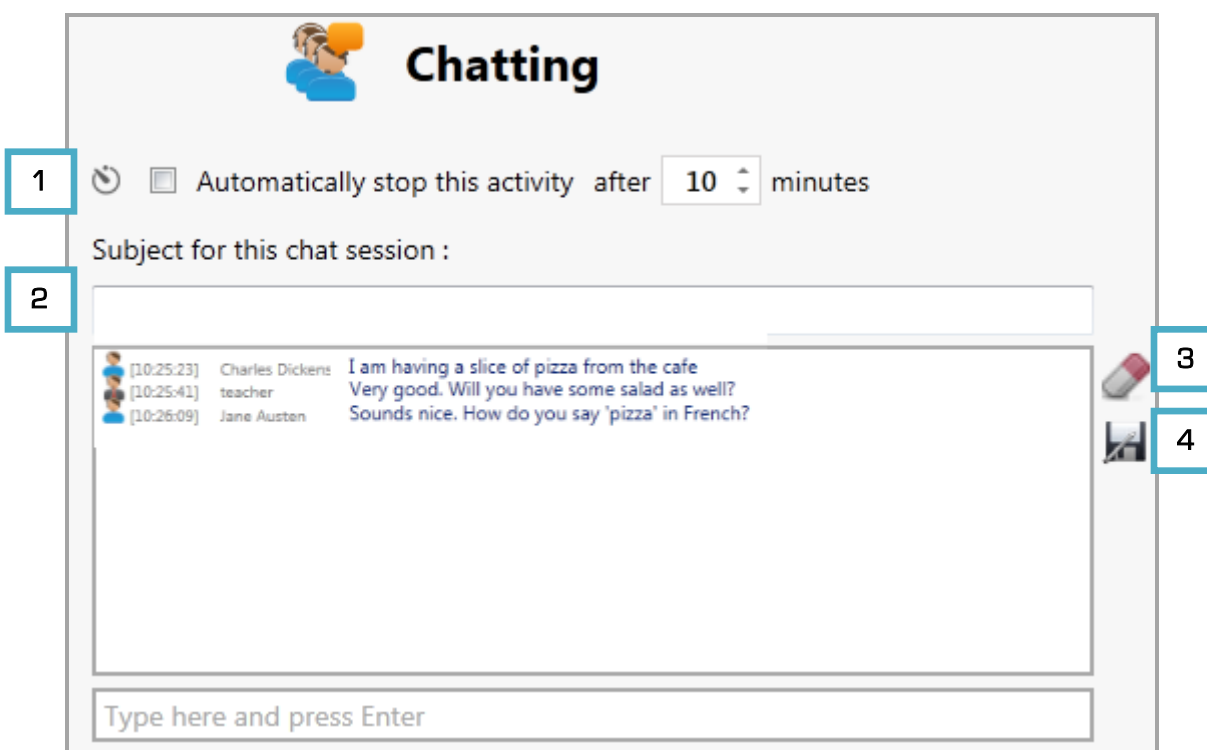 Chatting
1
Automatically stop this activity after 10 minutes
Subject for this chat session :
2
3
[10:25:23] Charles Dickens I am having a slice of pizza from the cafe
[10:25:41] teacher Very good. Will you have some salad as well?
[10:26:09] Jane Austen Sounds nice. How do you say 'pizza' in French?
4
Type here and press Enter